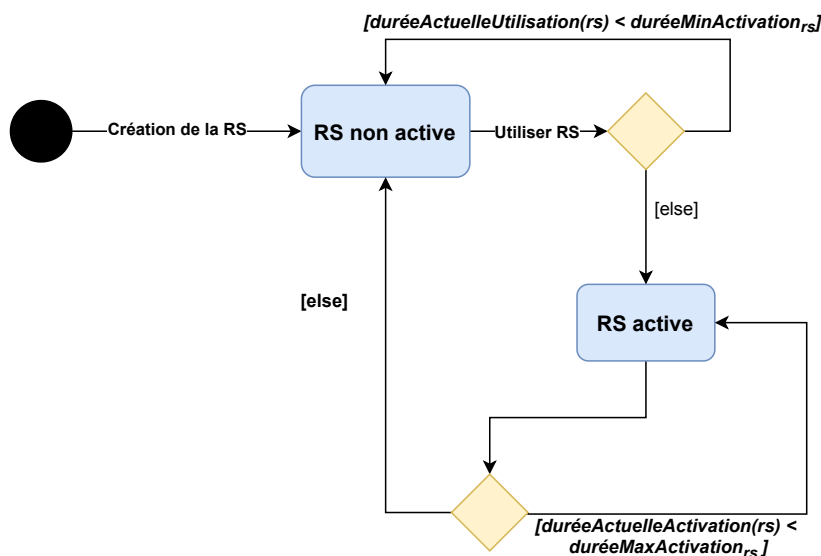 [duréeActuelleUtilisation(rs) < duréeMinActivationrs]
Création de la RS
RS non active
Utiliser RS
[else]
[else]
RS active
[duréeActuelleActivation(rs) <
duréeMaxActivationrs ]